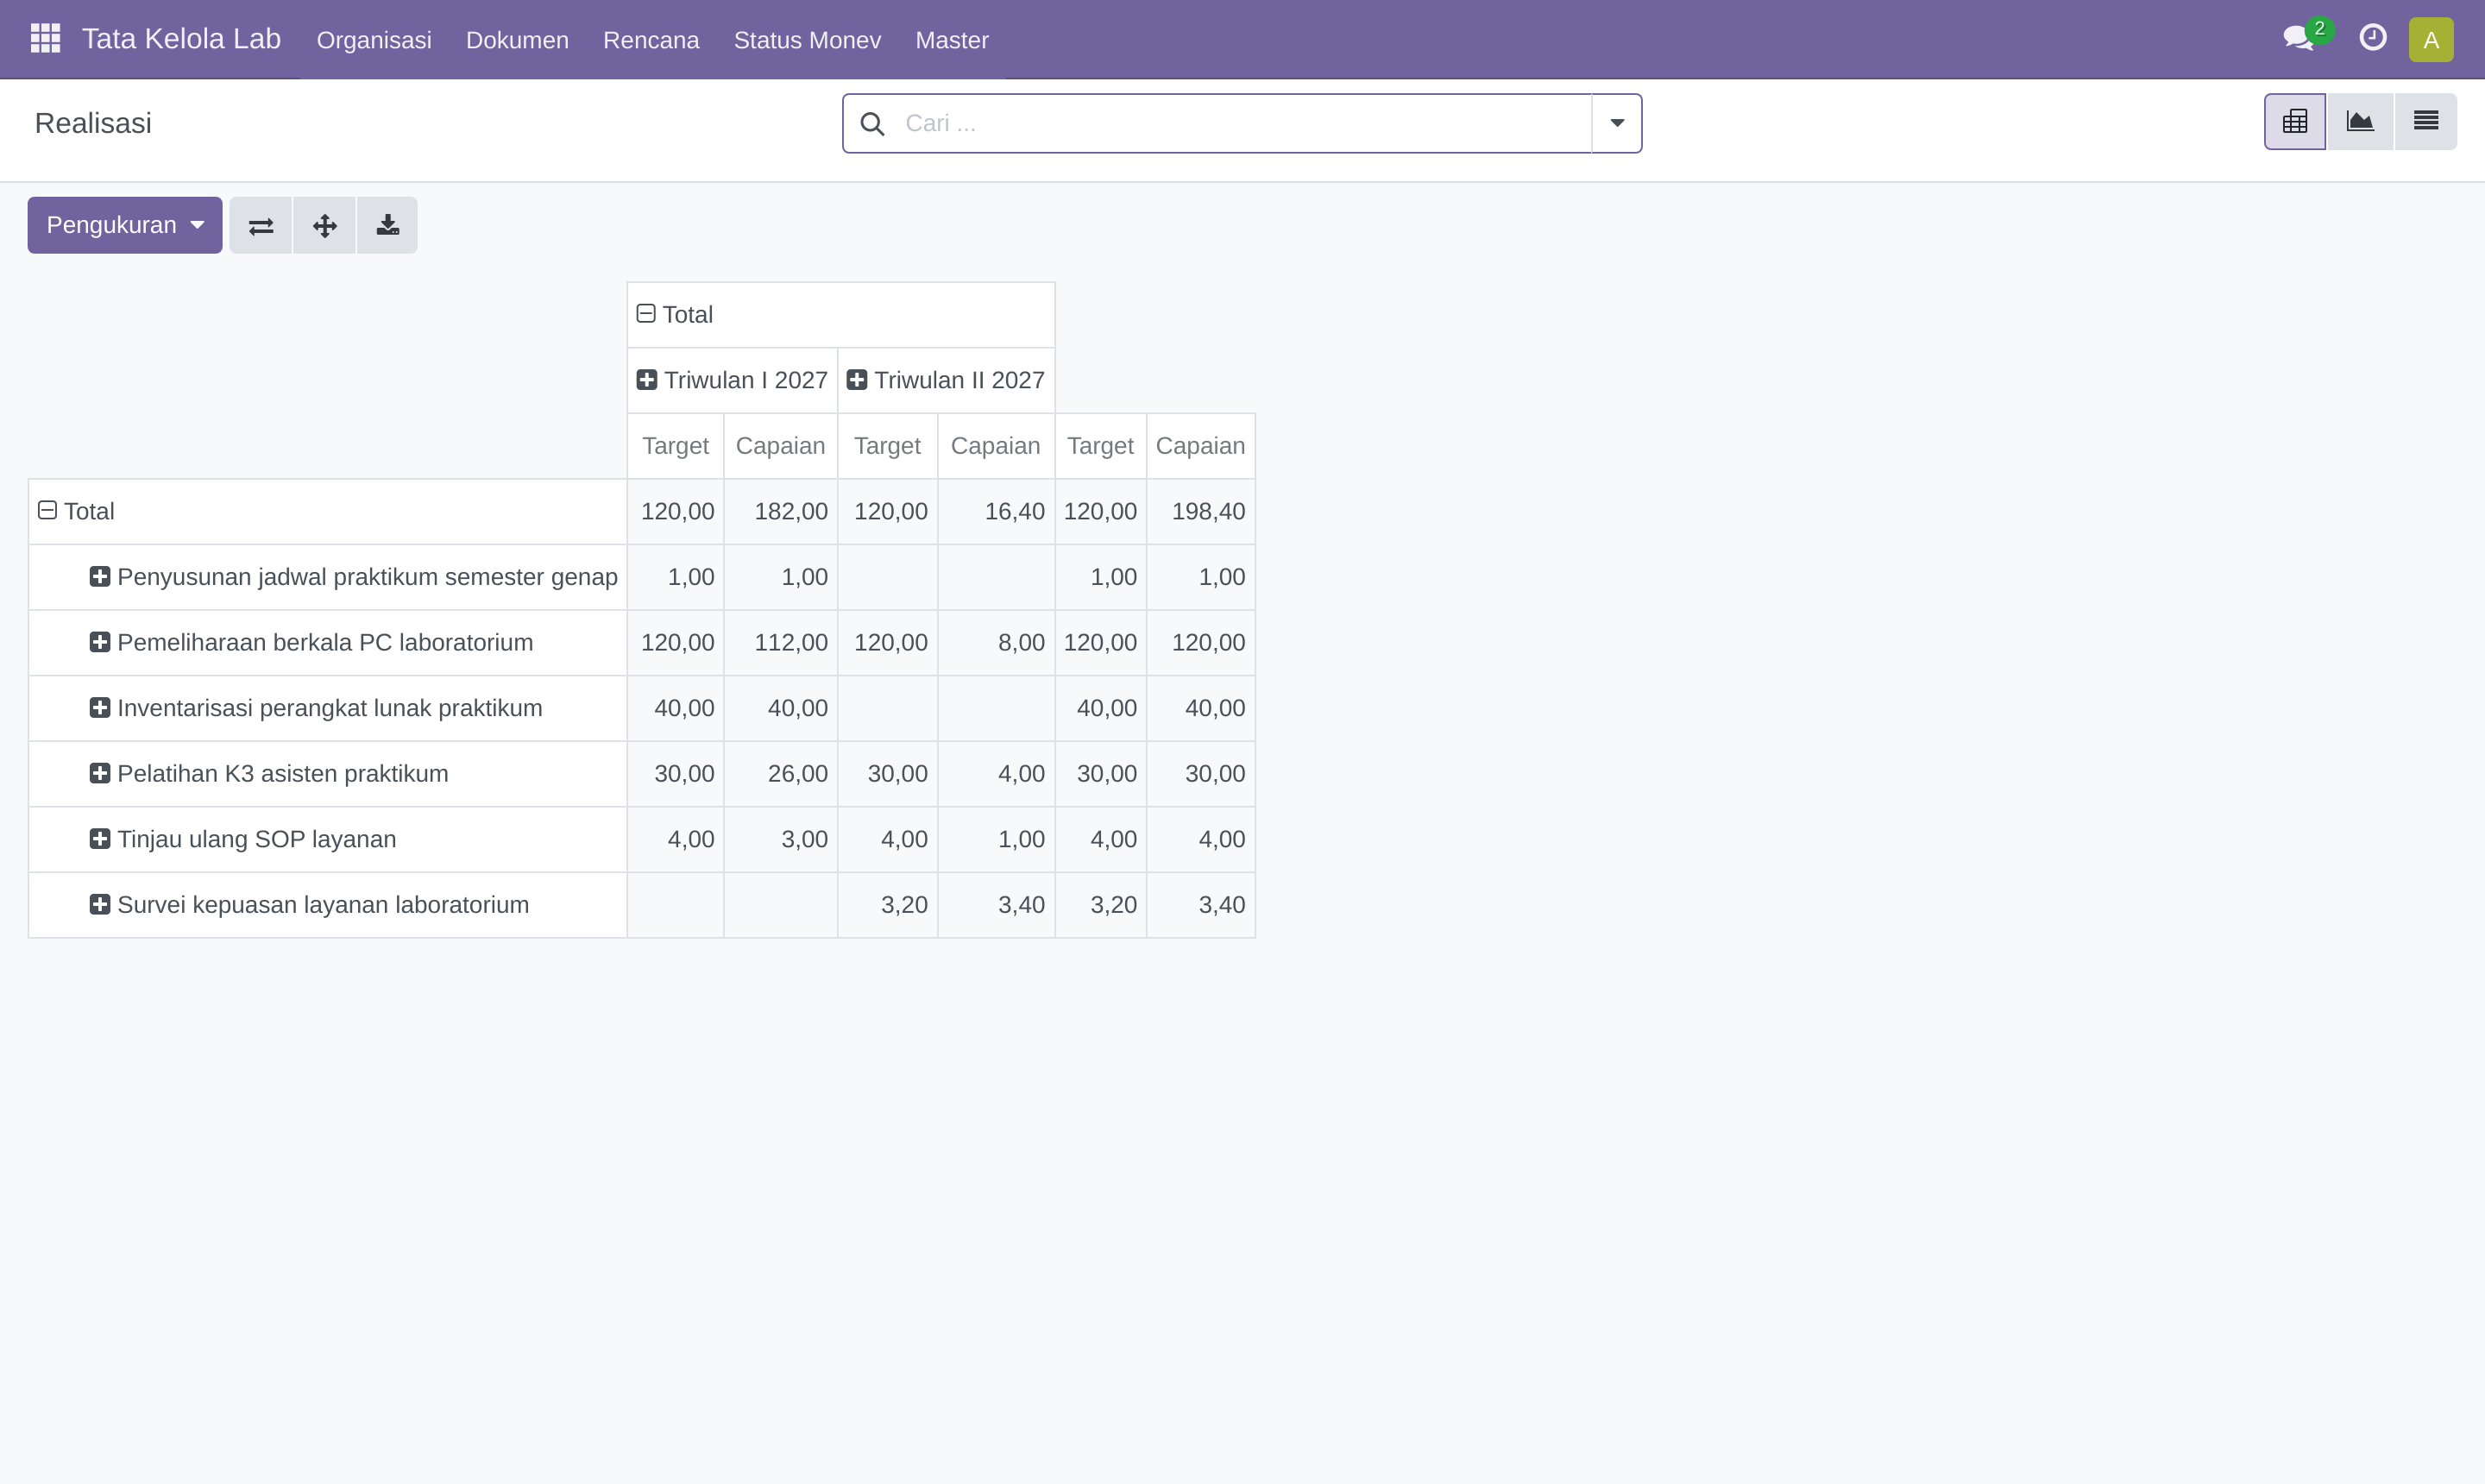 Tata Kelola Lab Organisasi Dokumen Rencana Status Monev Master 2 A
Realisasi Cari ...
Pengukuran
Total
Triwulan I 2027 Triwulan II 2027
Target Capaian Target Capaian Target Capaian
Total 120,00 182,00 120,00 16,40 120,00 198,40
Penyusunan jadwal praktikum semester genap 1,00 1,00 1,00 1,00
Pemeliharaan berkala PC laboratorium 120,00 112,00 120,00 8,00 120,00 120,00
Inventarisasi perangkat lunak praktikum 40,00 40,00 40,00 40,00
Pelatihan K3 asisten praktikum 30,00 26,00 30,00 4,00 30,00 30,00
Tinjau ulang SOP layanan 4,00 3,00 4,00 1,00 4,00 4,00
Survei kepuasan layanan laboratorium 3,20 3,40 3,20 3,40